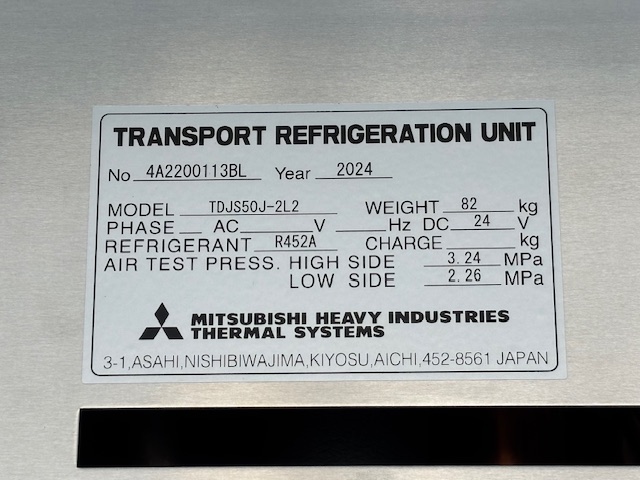 TRANSPORT REFRIGERATION UNIT
No 4A2200113BL Year 2024
MODEL TDJS50J-2L2 WEIGHT 82 kg
PHASE AC V Hz DC 24 V
REFRIGERANT R452A CHARGE kg
AIR TEST PRESS. HIGH SIDE 3.24 MPa
LOW SIDE 2.26 MPa
MITSUBISHI HEAVY INDUSTRIES
THERMAL SYSTEMS
3-1,ASAHI,NISHIBIWAJIMA,KIYOSU,AICHI,452-8561 JAPAN